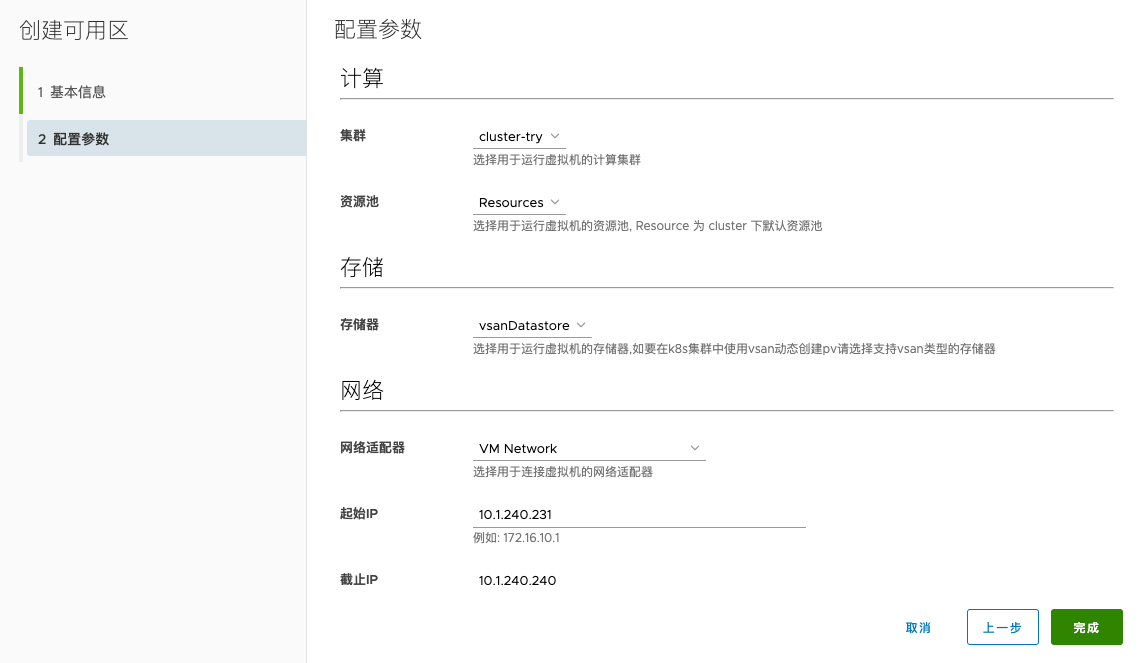 创建可用区
1 基本信息
2 配置参数
配置参数
计算
集群
cluster-try
选择用于运行虚拟机的计算集群
资源池
Resources
选择用于运行虚拟机的资源池, Resource 为 cluster 下默认资源池
存储
存储器
vsanDatastore
选择用于运行虚拟机的存储器,如要在k8s集群中使用vsan动态创建pv请选择支持vsan类型的存储器
网络
网络适配器
VM Network
选择用于连接虚拟机的网络适配器
起始IP
10.1.240.231
例如: 172.16.10.1
截止IP
10.1.240.240
取消
上一步
完成